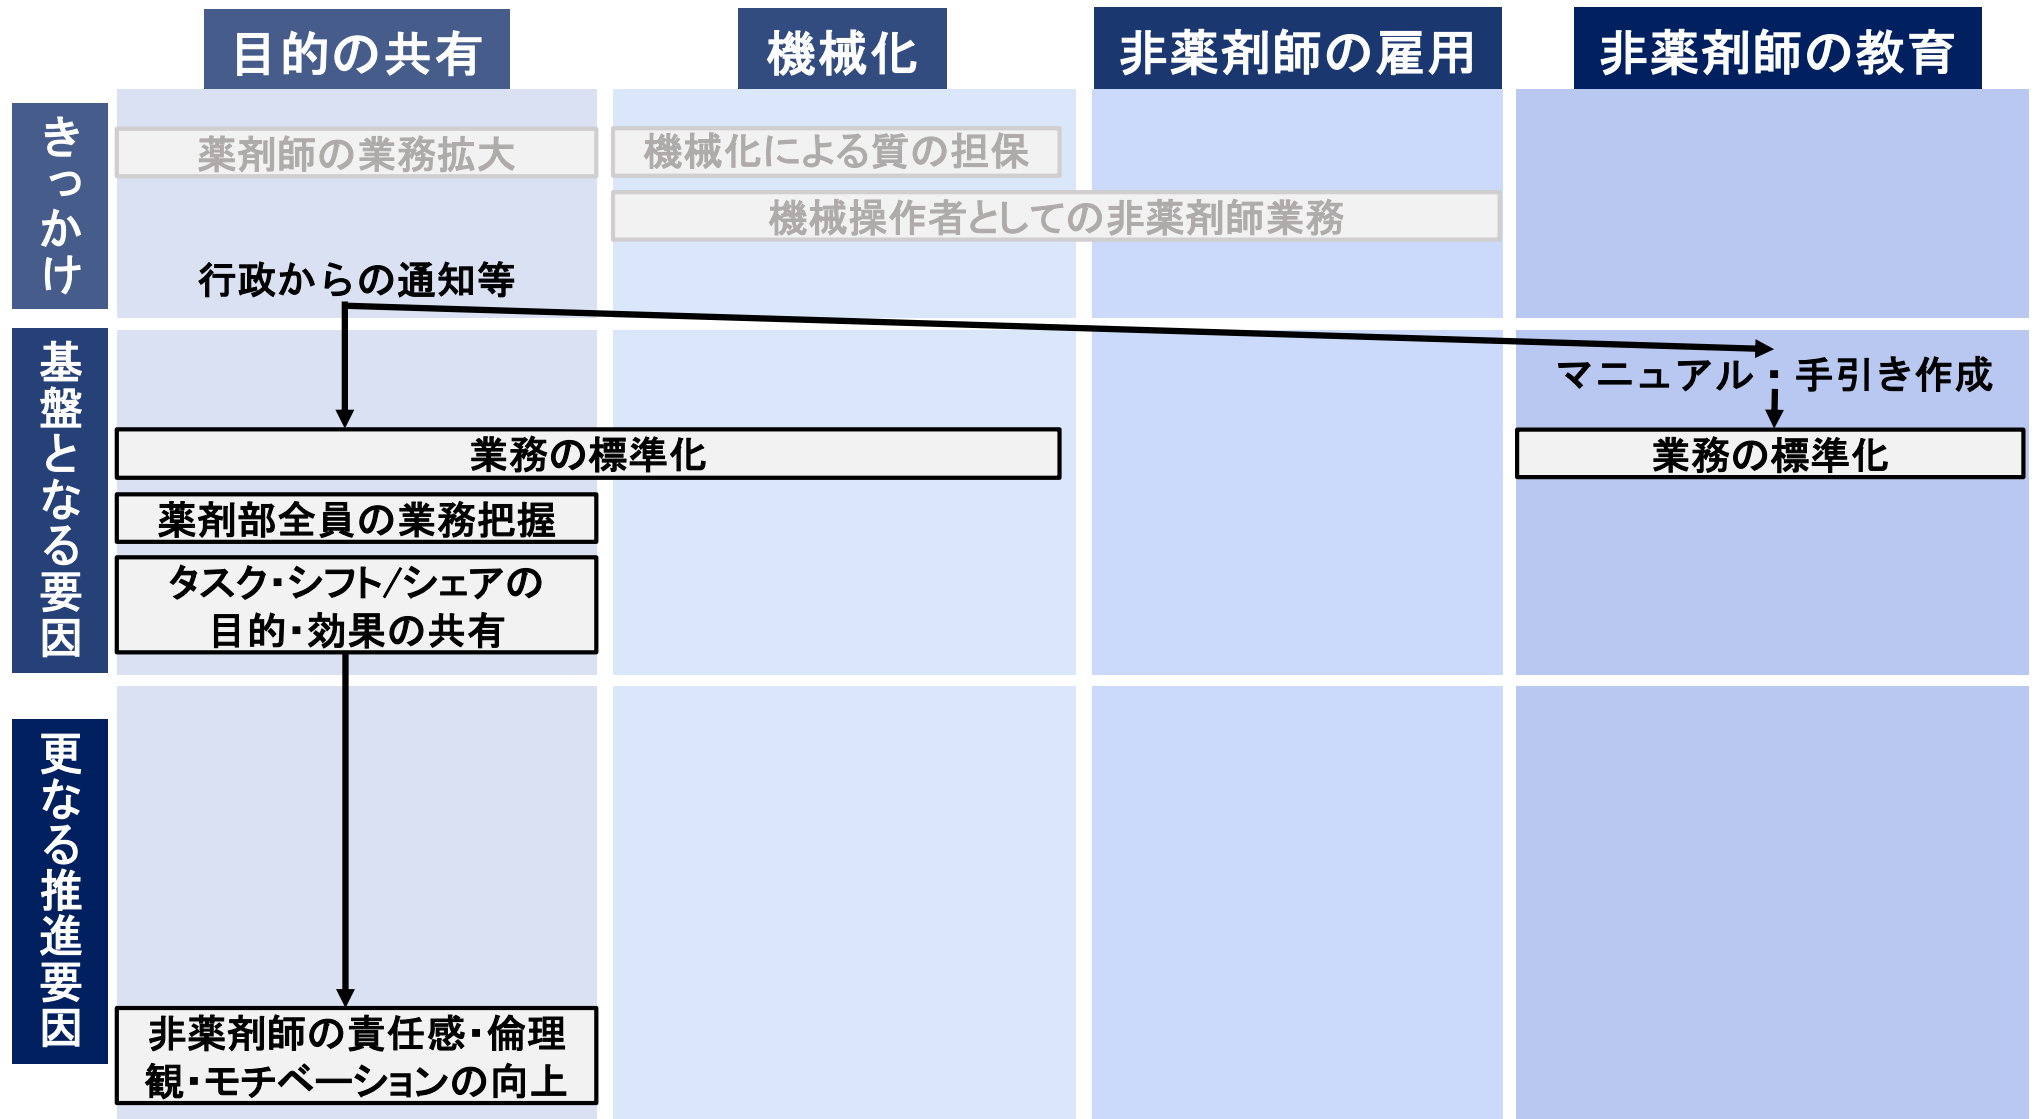 目的の共有
機械化
非薬剤師の雇用
非薬剤師の教育
きっかけ
薬剤師の業務拡大
機械化による質の担保
機械操作者としての非薬剤師業務
行政からの通知等
基盤となる要因
マニュアル・手引き作成
業務の標準化
業務の標準化
薬剤部全員の業務把握
タスク・シフト/シェアの
目的・効果の共有
更なる推進要因
非薬剤師の責任感・倫理
観・モチベーションの向上